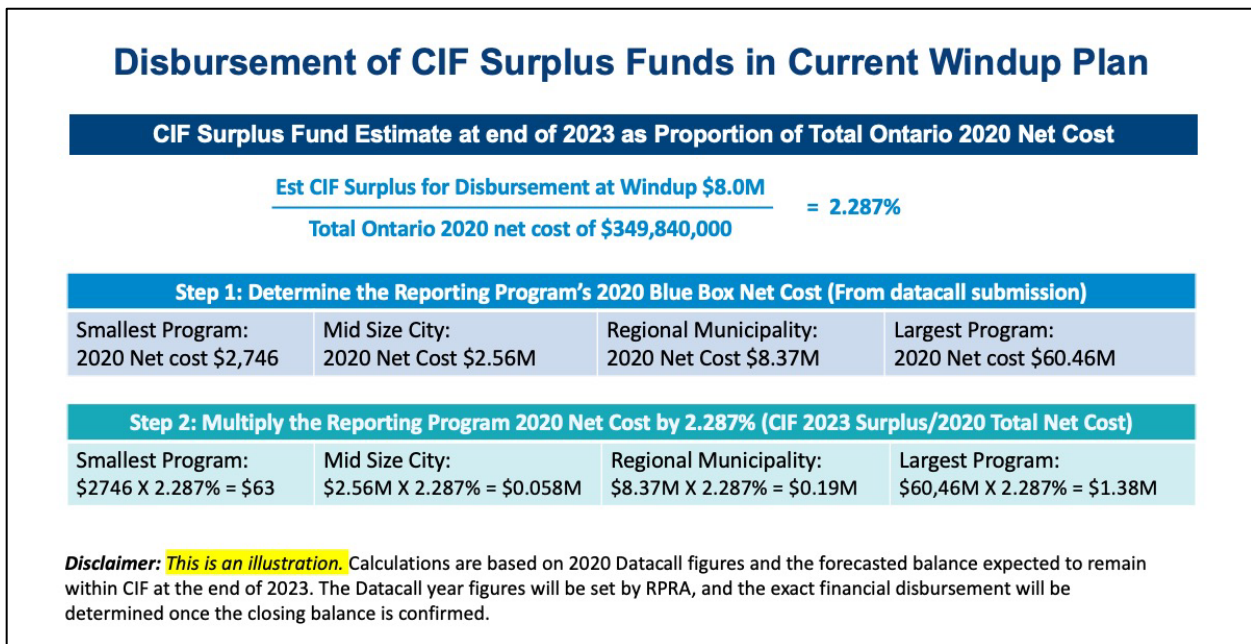 Disbursement of CIF Surplus Funds in Current Windup Plan
CIF Surplus Fund Estimate at end of 2023 as Proportion of Total Ontario 2020 Net Cost
Est CIF Surplus for Disbursement at Windup $8.0M
= 2.287%
Total Ontario 2020 net cost of $349,840,000
Step 1: Determine the Reporting Program's 2020 Blue Box Net Cost (From datacall submission)
Smallest Program:
2020 Net cost $2,746
Mid Size City:
2020 Net Cost $2.56M
Regional Municipality:
2020 Net Cost $8.37M
Largest Program:
2020 Net cost $60.46M
Step 2: Multiply the Reporting Program 2020 Net Cost by 2.287% (CIF 2023 Surplus/2020 Total Net Cost)
Smallest Program:
$2746 X 2.287% = $63
Mid Size City:
$2.56M X 2.287% = $0.058M
Regional Municipality:
$8.37M X 2.287% = $0.19M
Largest Program:
$60,46M X 2.287% = $1.38M
Disclaimer: This is an illustration. Calculations are based on 2020 Datacall figures and the forecasted balance expected to remain
within CIF at the end of 2023. The Datacall year figures will be set by RPRA, and the exact financial disbursement will be
determined once the closing balance is confirmed.